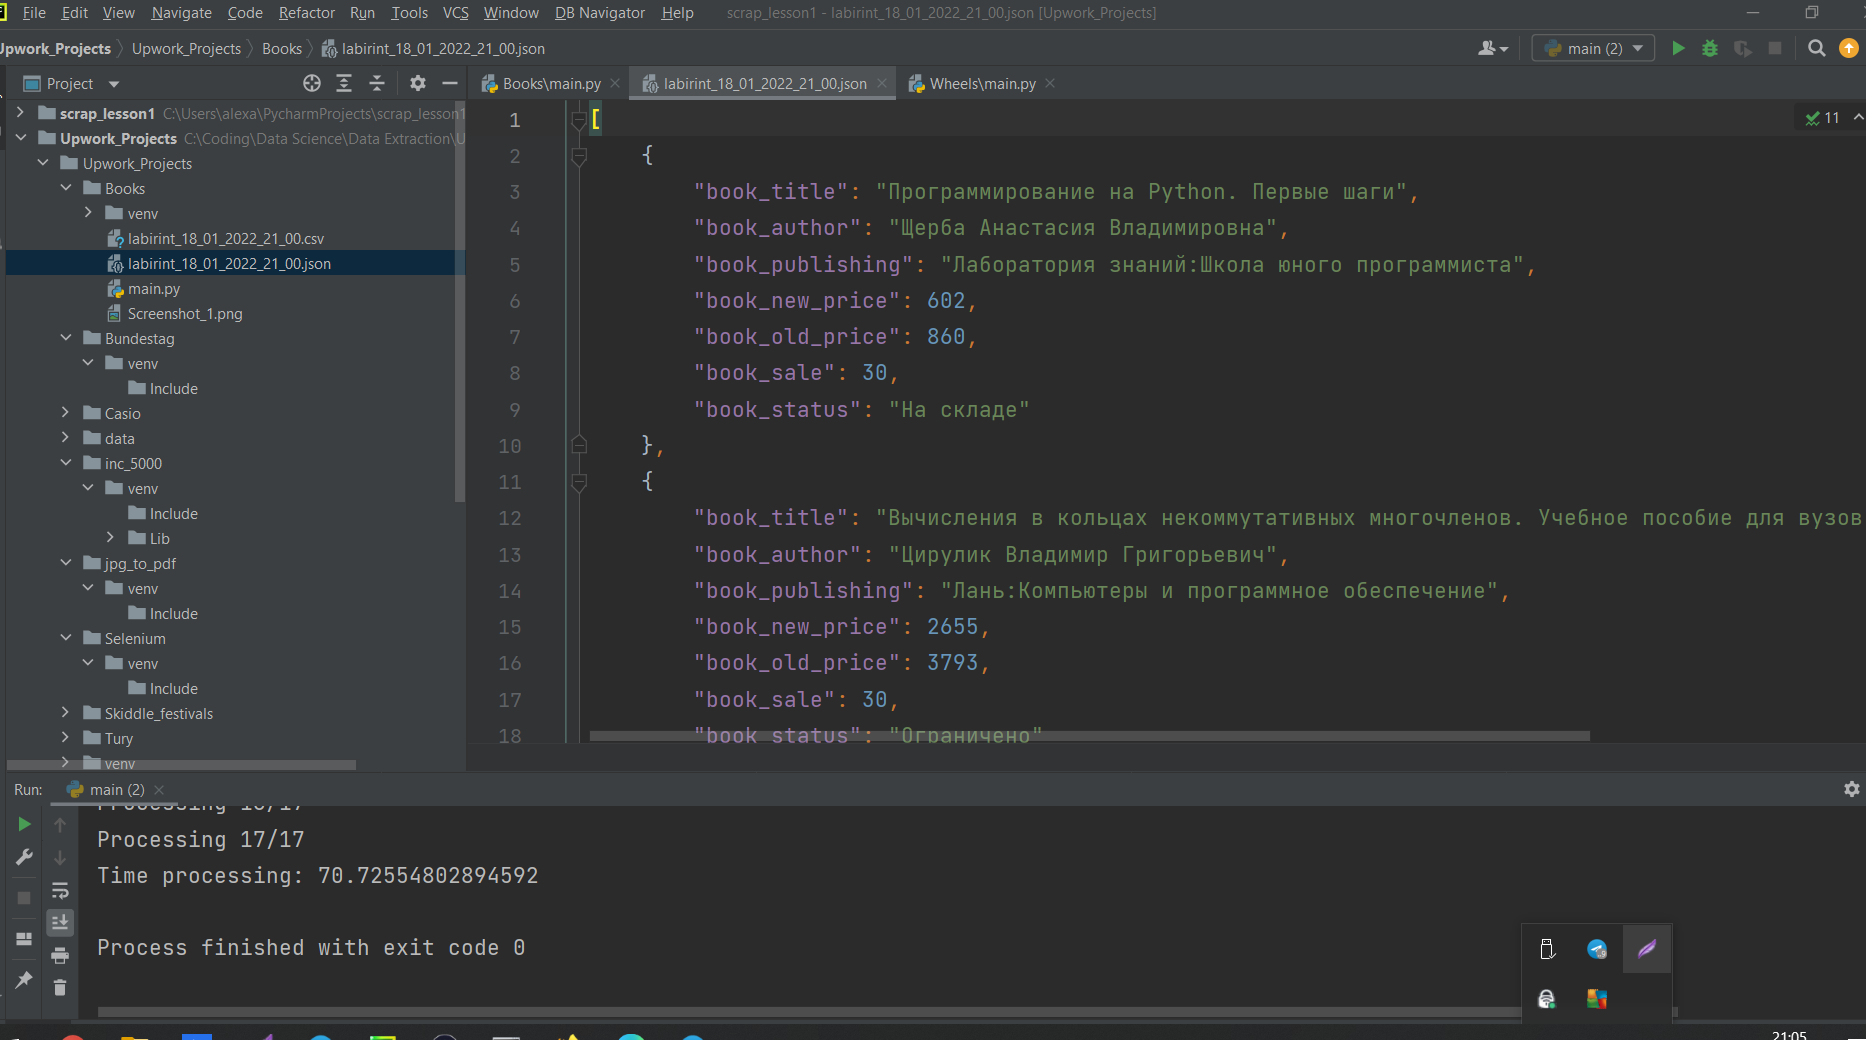 File Edit View Navigate Code Refactor Run Tools VCS Window DB Navigator Help scrap_lesson1 - labirint_18_01_2022_21_00.json [Upwork_Projects]
Upwork_Projects Upwork_Projects Books labirint_18_01_2022_21_00.json main (2)
Project Books\main.py labirint_18_01_2022_21_00.json Wheels\main.py
scrap_lesson1 C:\Users\alexa\PycharmProjects\scrap_lesson1
Upwork_Projects C:\Coding\Data Science\Data Extraction\U
Upwork_Projects
Books
venv
labirint_18_01_2022_21_00.csv
labirint_18_01_2022_21_00.json
main.py
Screenshot_1.png
Bundestag
venv
Include
Casio
data
inc_5000
venv
Include
Lib
jpg_to_pdf
venv
Include
Selenium
venv
Include
Skiddle_festivals
Tury
venv
11
1 [
2 {
3 "book_title": "Программирование на Python. Первые шаги",
4 "book_author": "Щерба Анастасия Владимировна",
5 "book_publishing": "Лаборатория знаний:Школа юного программиста",
6 "book_new_price": 602,
7 "book_old_price": 860,
8 "book_sale": 30,
9 "book_status": "На складе"
10 },
11 {
12 "book_title": "Вычисления в кольцах некоммутативных многочленов. Учебное пособие для вузов
13 "book_author": "Цирулик Владимир Григорьевич",
14 "book_publishing": "Лань:Компьютеры и программное обеспечение",
15 "book_new_price": 2655,
16 "book_old_price": 3793,
17 "book_sale": 30,
18 "book_status": "Ограничено"
Run: main (2)
Processing 16/17
Processing 17/17
Time processing: 70.72554802894592
Process finished with exit code 0
21:05